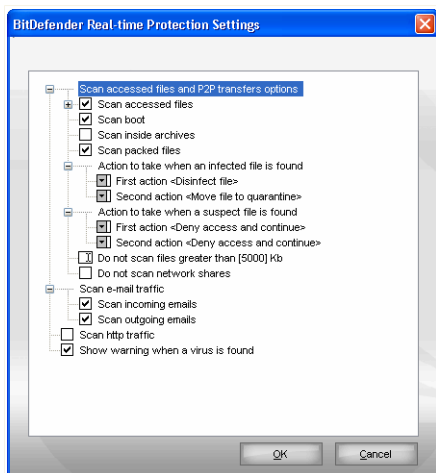 BitDefender Real-time Protection Settings
Scan accessed files and P2P transfers options
Scan accessed files
Scan boot
Scan inside archives
Scan packed files
Action to take when an infected file is found
First action <Disinfect file>
Second action <Move file to quarantine>
Action to take when a suspect file is found
First action <Deny access and continue>
Second action <Deny access and continue>
Do not scan files greater than [5000] Kb
Do not scan network shares
Scan e-mail traffic
Scan incoming emails
Scan outgoing emails
Scan http traffic
Show warning when a virus is found
OK
Cancel